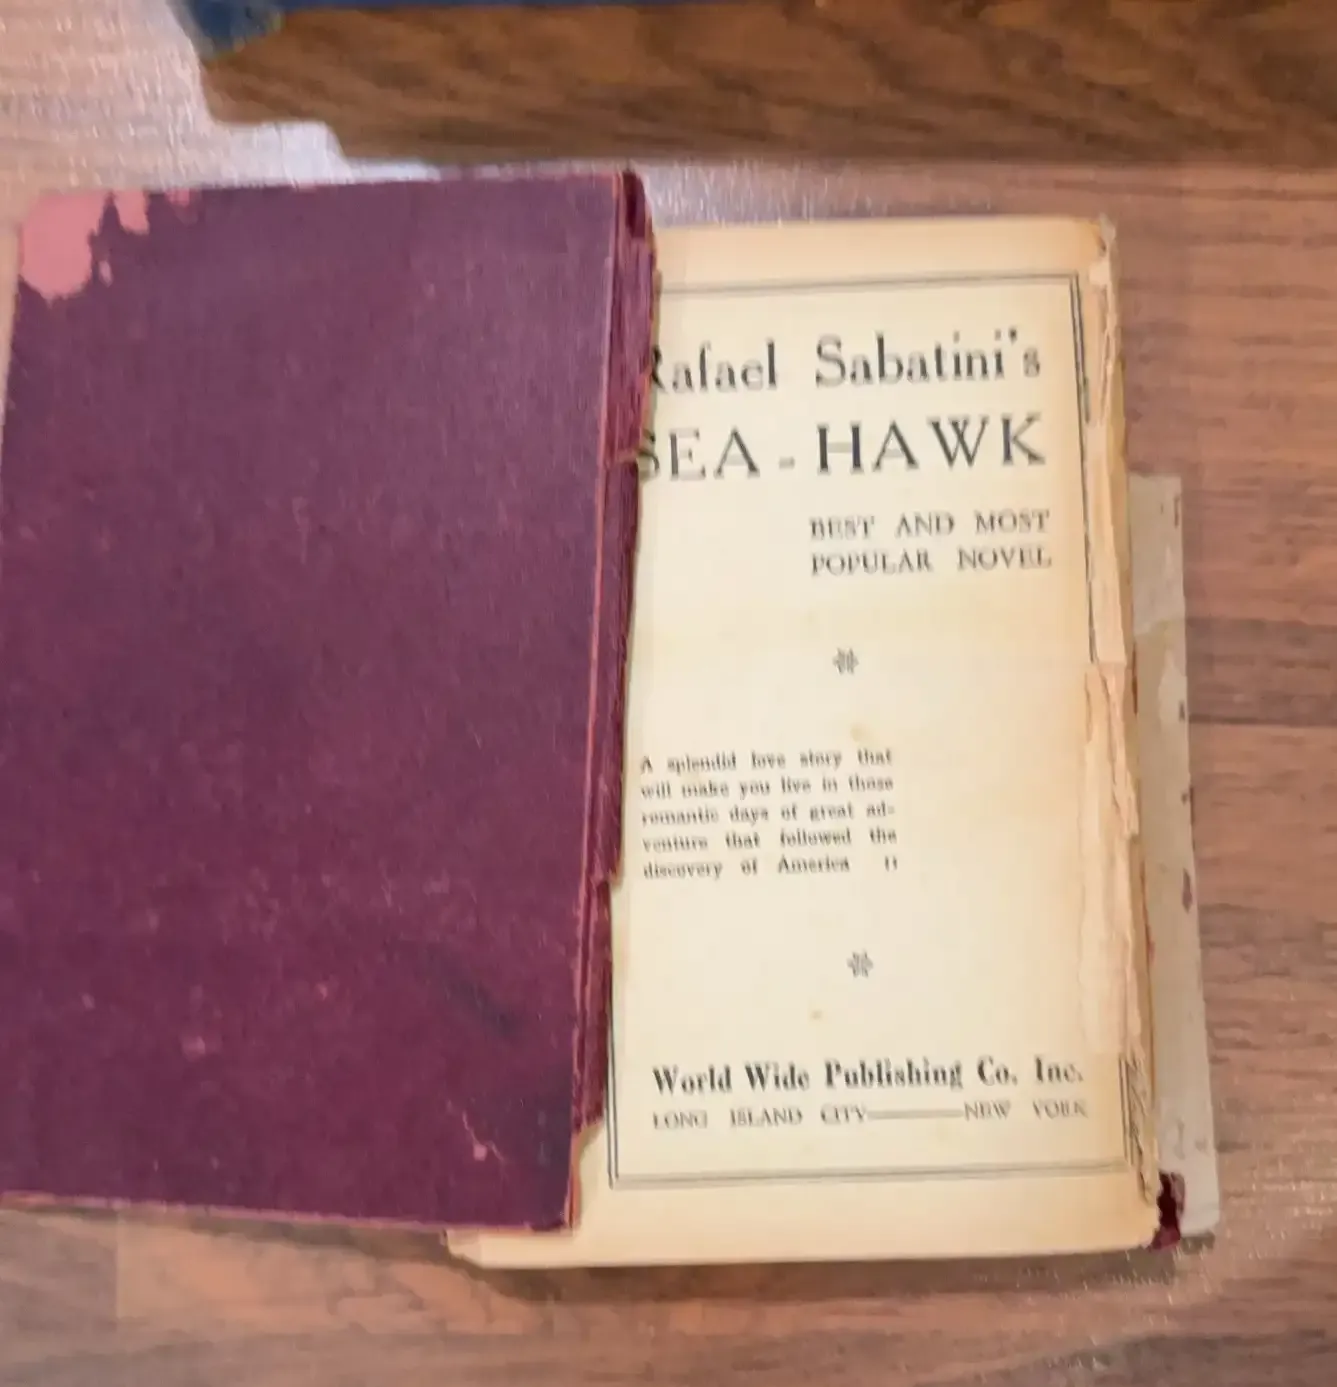 Rafael Sabatini's
SEA - HAWK
BEST AND MOST
POPULAR NOVEL
A splendid love story that
will make you live in those
romantic days of great ad-
venture that followed the
discovery of America
World Wide Publishing Co. Inc.
LONG ISLAND CITY———NEW YORK